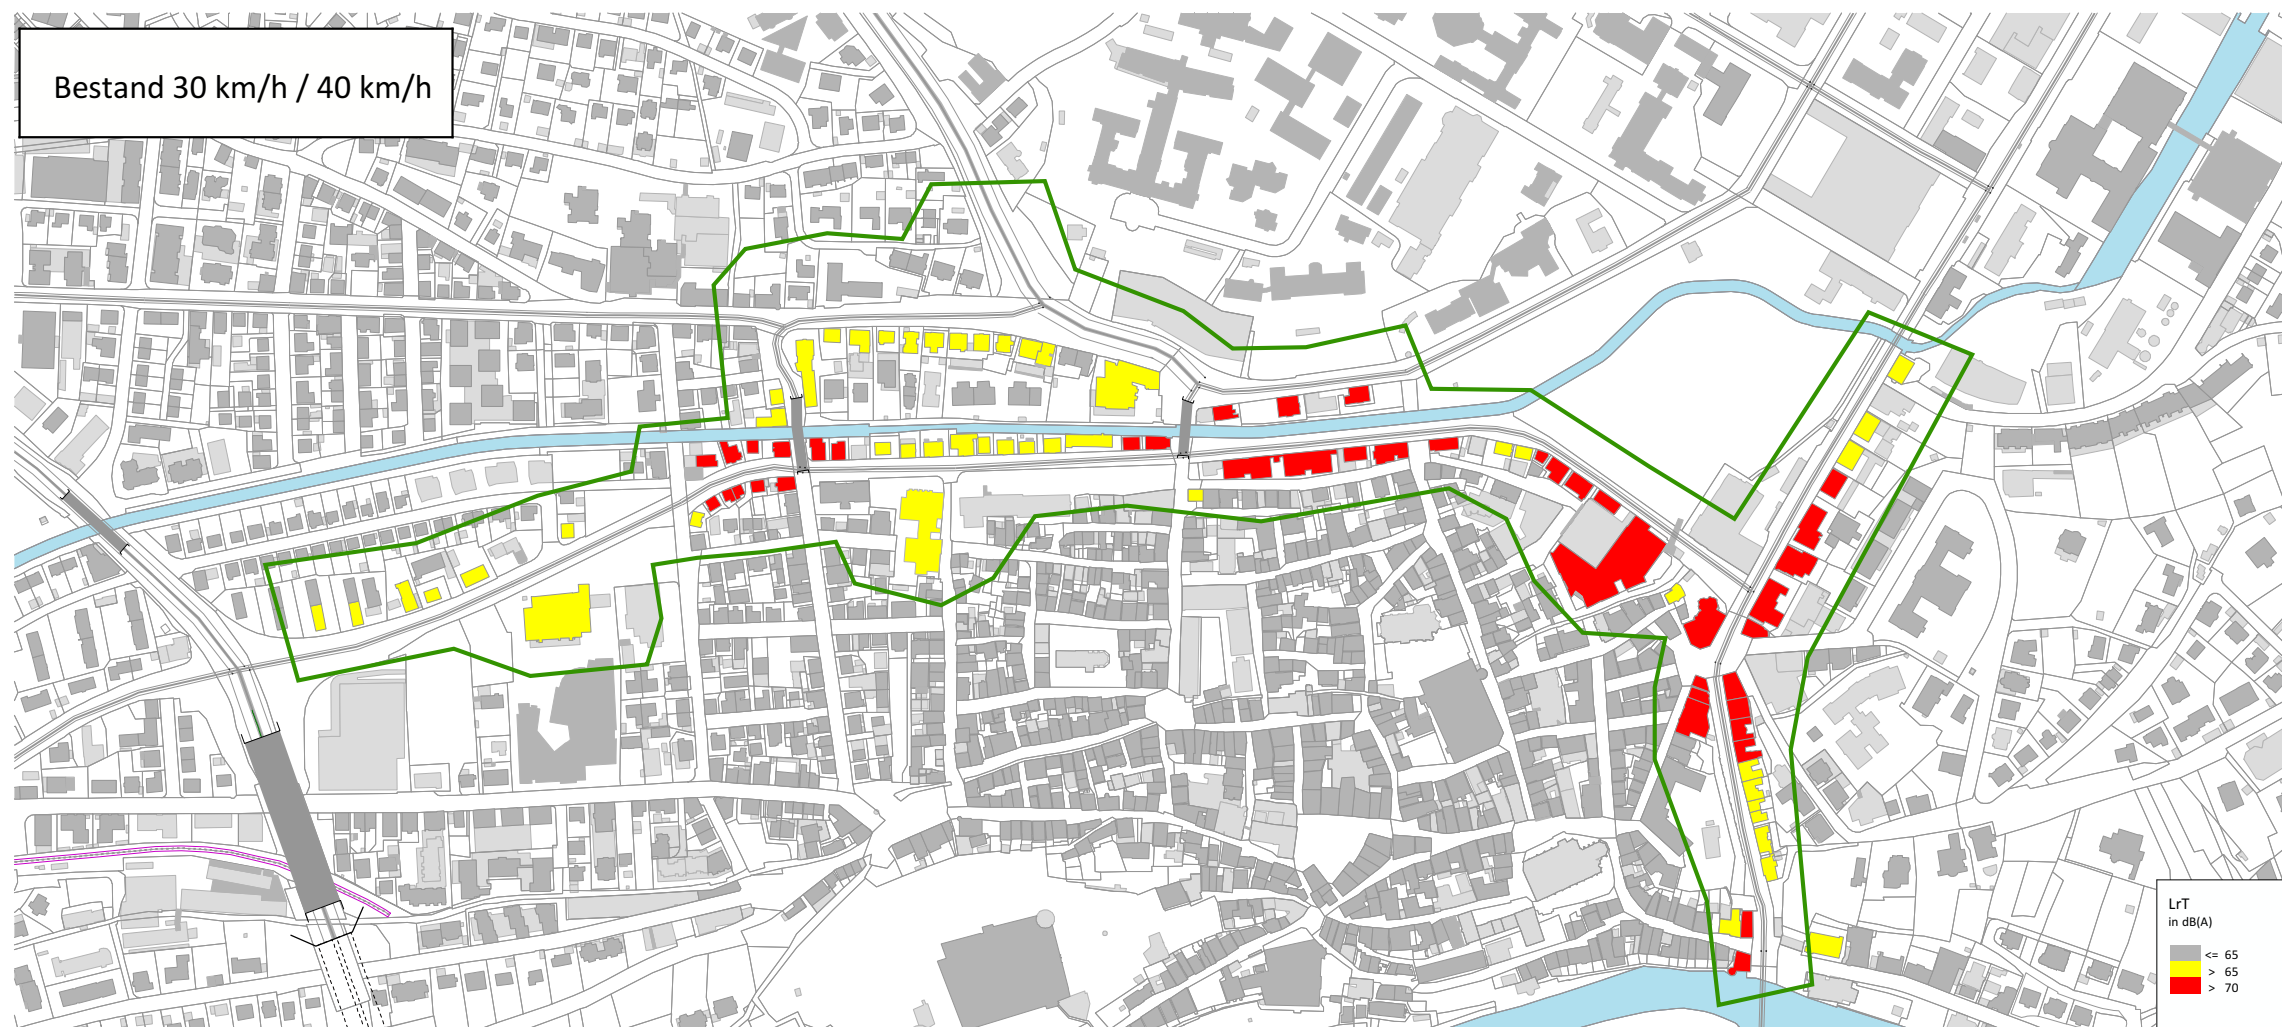 Bestand 30 km/h / 40 km/h
LrT
in dB(A)
<= 65
> 65
> 70